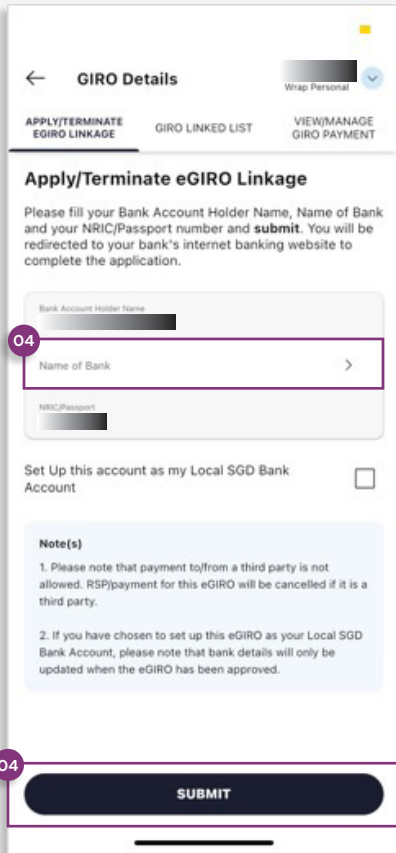 GIRO Details
Wrap Personal
APPLY/TERMINATE
EGIRO LINKAGE
GIRO LINKED LIST
VIEW/MANAGE
GIRO PAYMENT
Apply/Terminate eGIRO Linkage
Please fill your Bank Account Holder Name, Name of Bank
and your NRIC/Passport number and submit. You will be
redirected to your bank's internet banking website to
complete the application.
Bank Account Holder Name
04
Name of Bank
NRIC/Passport
Set Up this account as my Local SGD Bank
Account
Note(s)
1. Please note that payment to/from a third party is not
allowed. RSP/payment for this eGIRO will be cancelled if it is a
third party.
2. If you have chosen to set up this eGIRO as your Local SGD
Bank Account, please note that bank details will only be
updated when the eGIRO has been approved.
04
SUBMIT